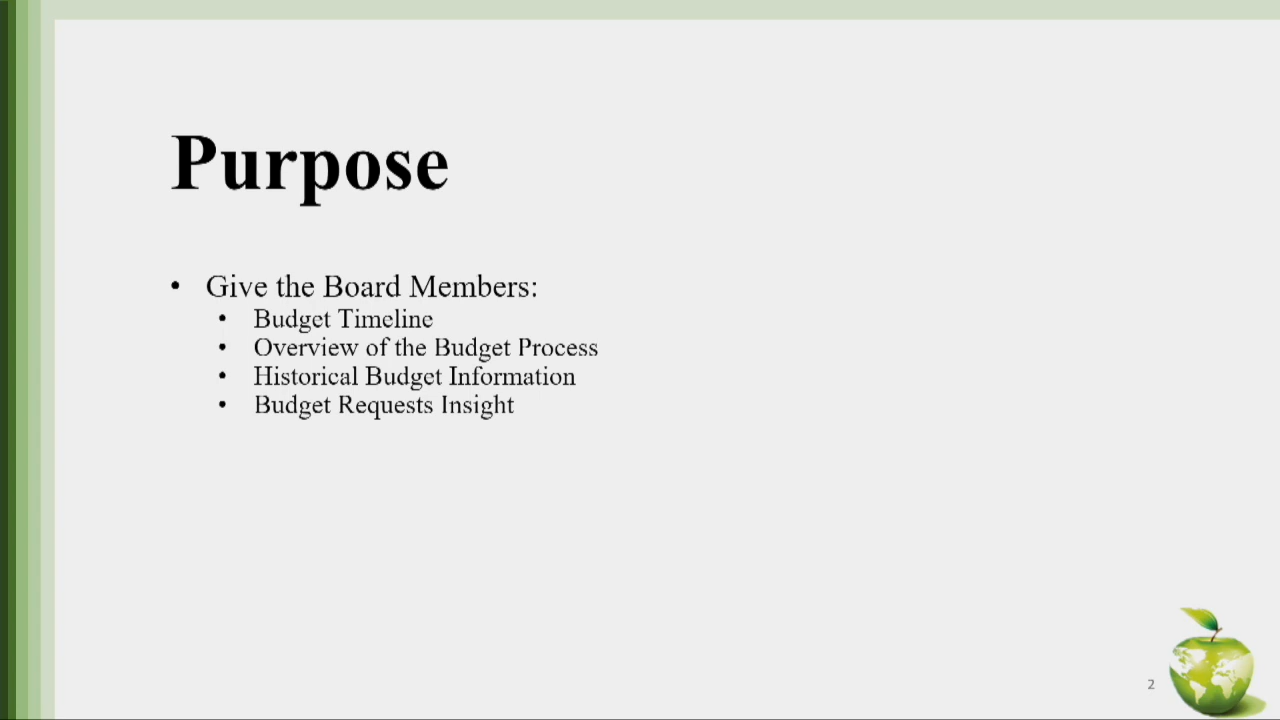 Purpose
• Give the Board Members:
• Budget Timeline
• Overview of the Budget Process
• Historical Budget Information
• Budget Requests Insight
2